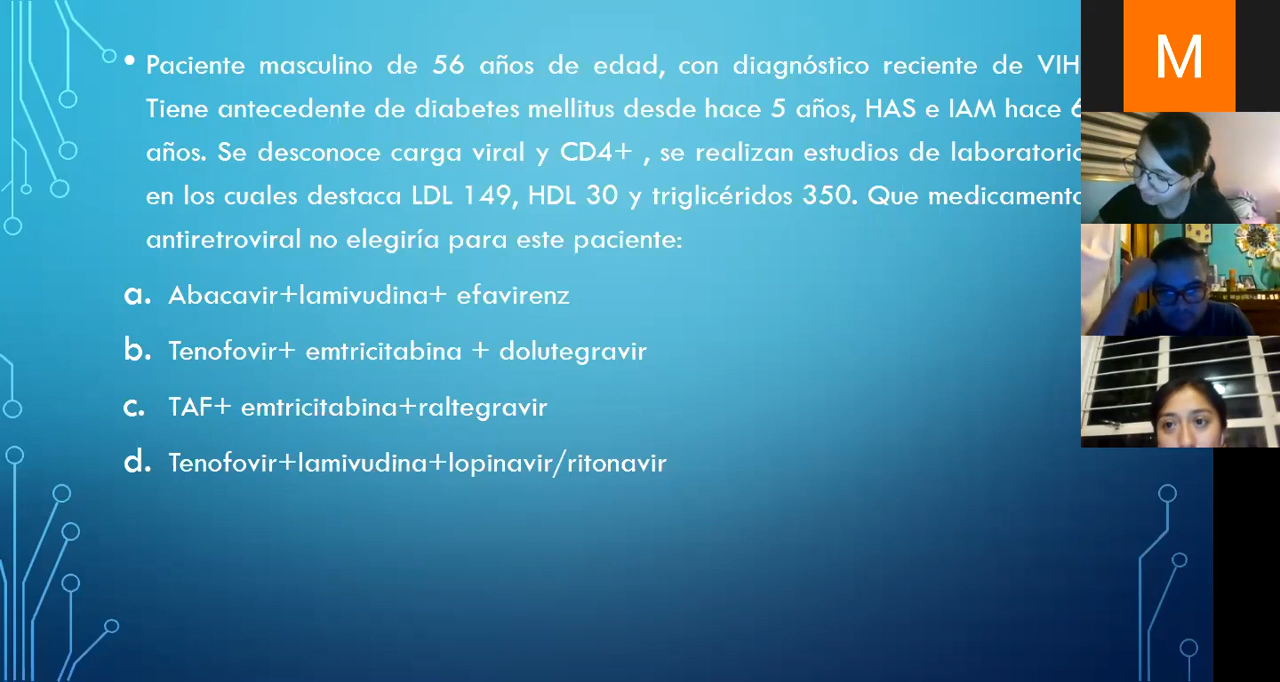 • Paciente masculino de 56 años de edad, con diagnóstico reciente de VIH
Tiene antecedente de diabetes mellitus desde hace 5 años, HAS e IAM hace 6
años. Se desconoce carga viral y CD4+ , se realizan estudios de laboratorio
en los cuales destaca LDL 149, HDL 30 y triglicéridos 350. Que medicamento
antiretroviral no elegiría para este paciente:
a. Abacavir+lamivudina+ efavirenz
b. Tenofovir+ emtricitabina + dolutegravir
c. TAF+ emtricitabina+raltegravir
d. Tenofovir+lamivudina+lopinavir/ritonavir
M